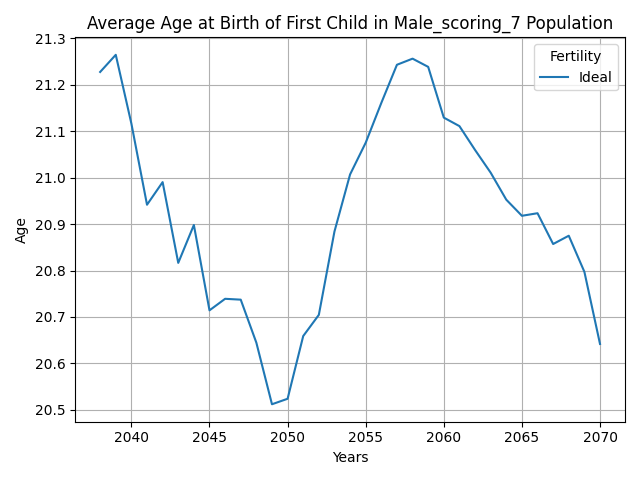 Average Age at Birth of First Child in Male_scoring_7 Population
Fertility
Ideal
21.3
21.2
21.1
21.0
20.9
20.8
20.7
20.6
20.5
Age
2040 2045 2050 2055 2060 2065 2070
Years